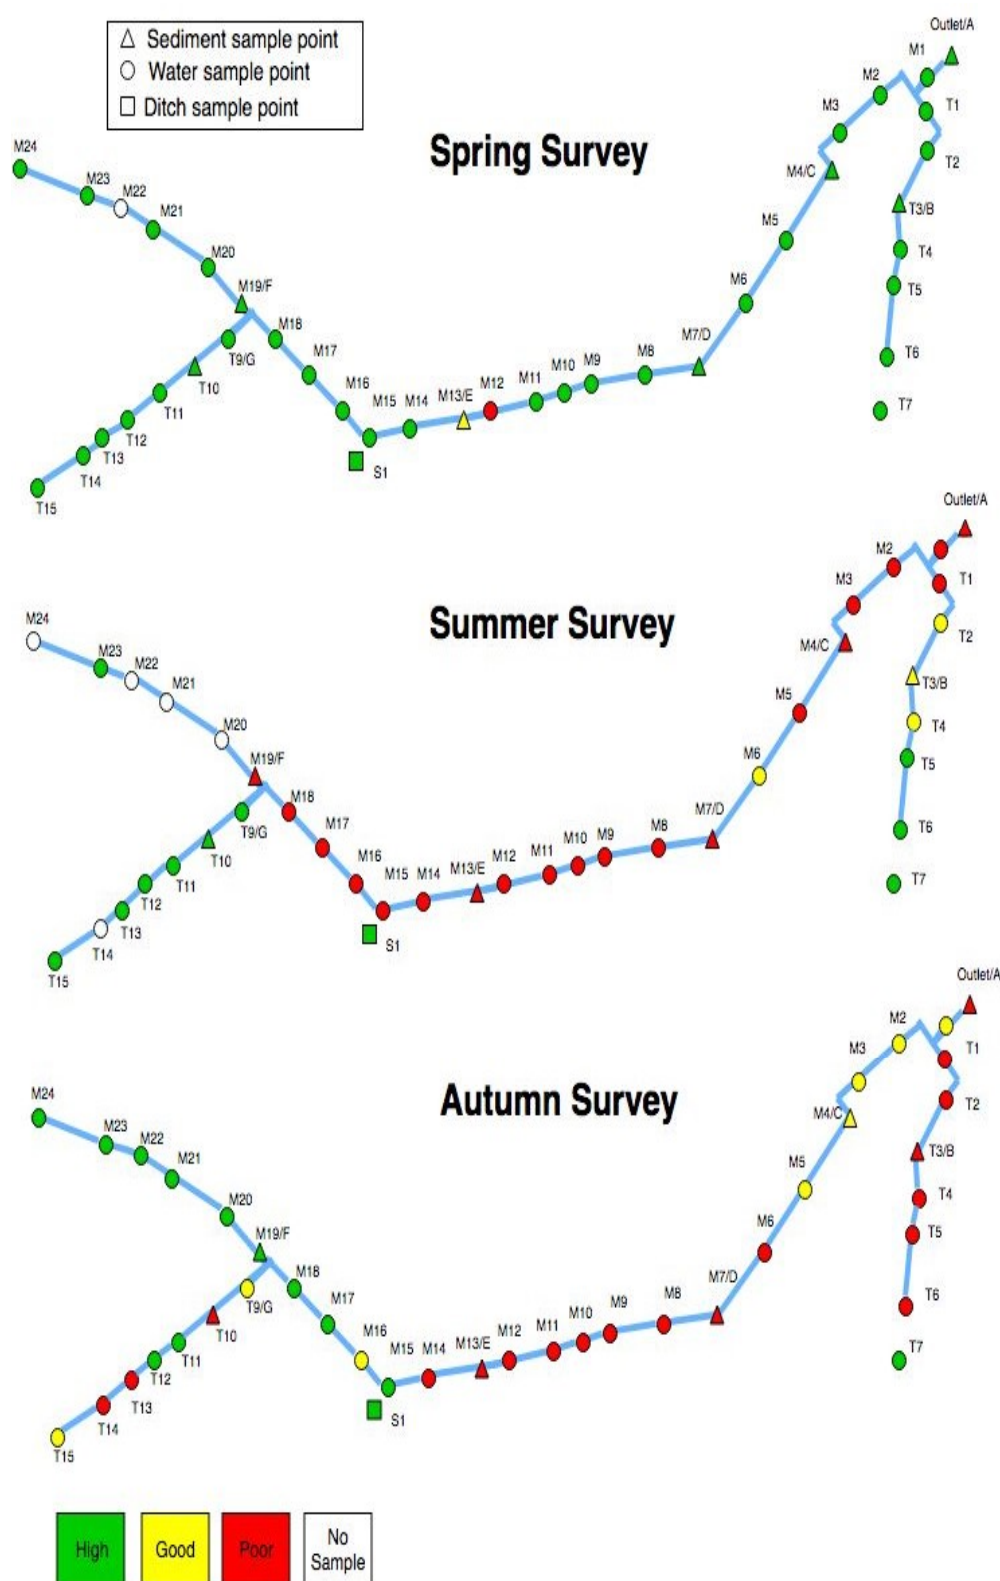 Outlet/A
Sediment sample point
Water sample point
Ditch sample point
Spring Survey
M1
M2
T1
M3
T2
M4/C
M24
M23
M22
M21
T3/B
M5
T4
M20
M6
T5
M19/F
M18
M7/D
T9/G
M17
M8
M9
M10
M11
M12
M13/E
M14
M15
M16
T6
T10
T11
T7
T12
T13
S1
T14
T15
Outlet/A
Summer Survey
M2
T1
M3
T2
M4/C
M24
M23
M22
M21
T3/B
M5
T4
M20
M6
T5
M19/F
M18
M7/D
T9/G
M17
M8
M9
M10
M11
M12
M13/E
M14
M15
M16
T6
T10
T11
T7
T12
T13
S1
T14
T15
Outlet/A
Autumn Survey
M2
T1
M3
T2
M4/C
M24
M23
M22
M21
T3/B
M5
T4
M20
M6
T5
M19/F
M18
M7/D
T9/G
M17
M8
M9
M10
M11
M12
M13/E
M14
M15
M16
T6
T10
T11
T7
T12
T13
S1
T14
T15
High
Good
Poor
No
Sample